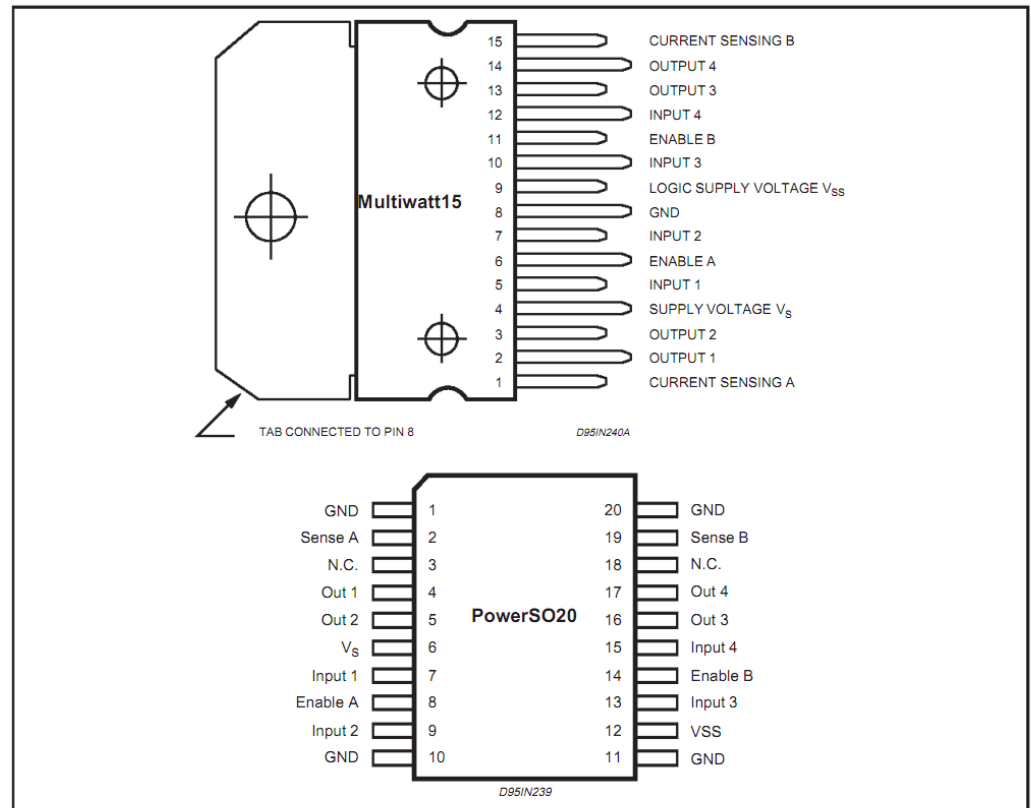 15 CURRENT SENSING B
14 OUTPUT 4
13 OUTPUT 3
12 INPUT 4
11 ENABLE B
10 INPUT 3
9 LOGIC SUPPLY VOLTAGE VSS
Multiwatt15
8 GND
7 INPUT 2
6 ENABLE A
5 INPUT 1
4 SUPPLY VOLTAGE VS
3 OUTPUT 2
2 OUTPUT 1
1 CURRENT SENSING A
TAB CONNECTED TO PIN 8
D95IN240A
GND 1 20 GND
Sense A 2 19 Sense B
N.C. 3 18 N.C.
Out 1 4 17 Out 4
Out 2 5 PowerSO20 16 Out 3
VS 6 15 Input 4
Input 1 7 14 Enable B
Enable A 8 13 Input 3
Input 2 9 12 VSS
GND 10 11 GND
D95IN239